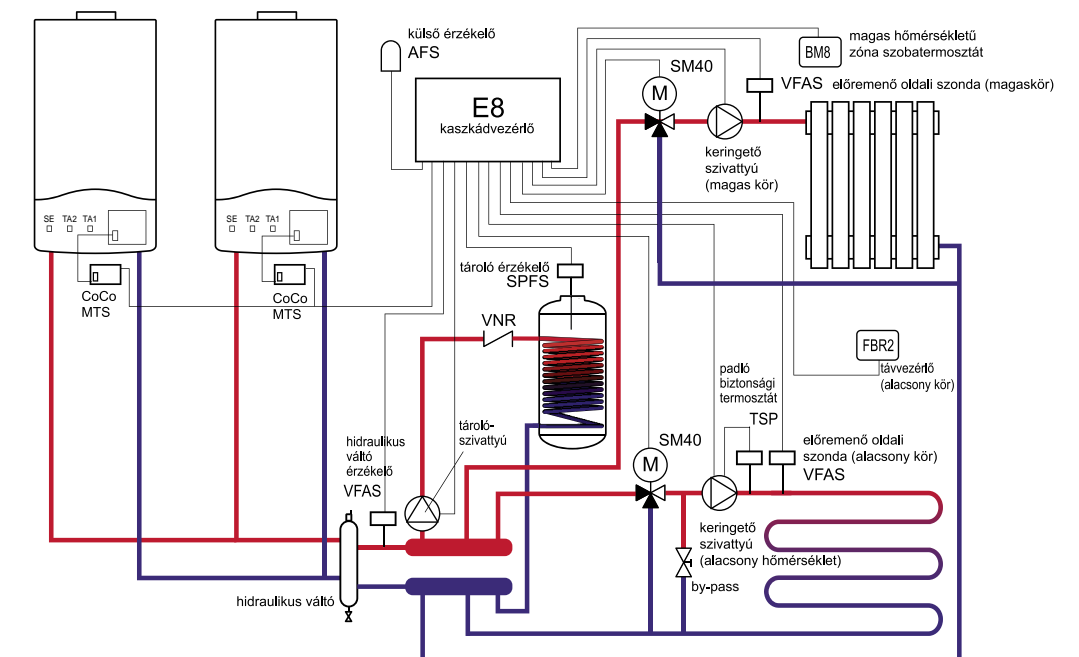 külső érzékelő
AFS
E8
kaszkádvezérlő
SM40
M
BM8
magas hőmérsékletű
zóna szobatermosztát
VFAS előremenő oldali szonda (magaskör)
keringető
szivattyú
(magas kör)
SE TA2 TA1
SE TA2 TA1
CoCo
MTS
CoCo
MTS
tároló érzékelő
SPFS
VNR
FBR2
távvezérlő
(alacsony kör)
padló
biztonsági
termosztát
TSP
tároló-
szivattyú
hidraulikus
váltó
érzékelő
VFAS
SM40
M
előremenő oldali
szonda (alacsony kör)
VFAS
keringető
szivattyú
(alacsony hőmérséklet)
by-pass
hidraulikus váltó